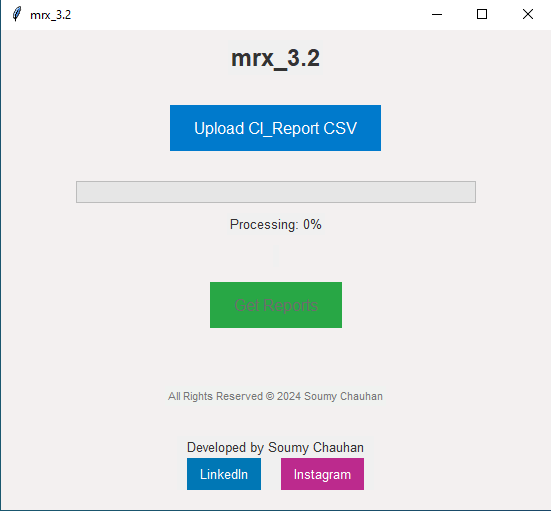 mrx_3.2
mrx_3.2
Upload CI_Report CSV
Processing: 0%
Get Reports
All Rights Reserved © 2024 Soumy Chauhan
Developed by Soumy Chauhan
LinkedIn Instagram